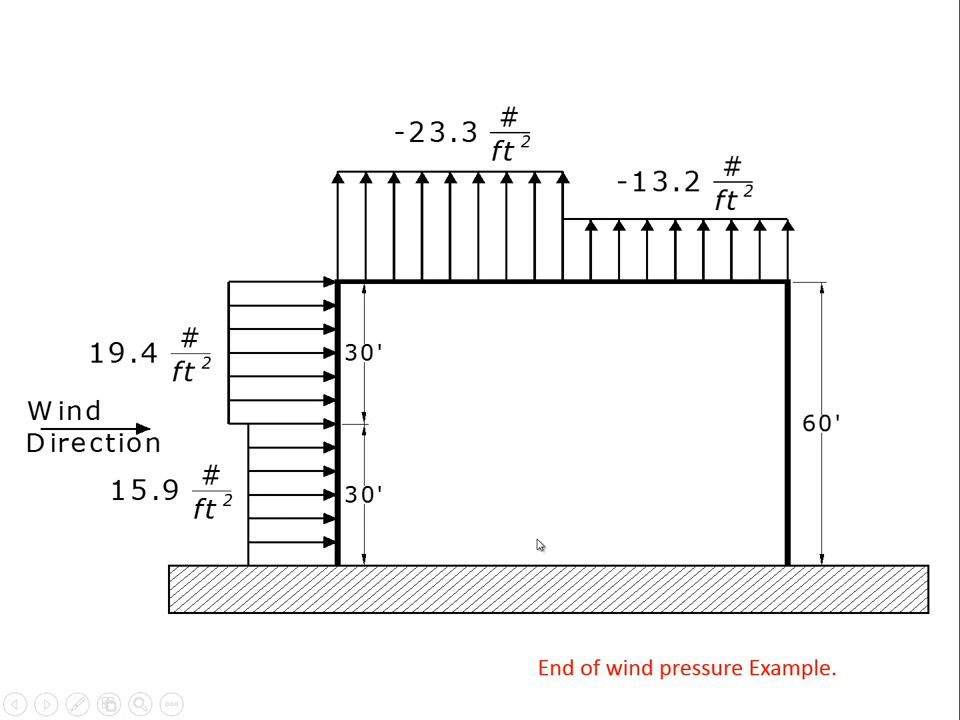 -23.3 #/ft²
-13.2 #/ft²
30'
19.4 #/ft²
Wind
Direction
60'
15.9 #/ft²
30'
End of wind pressure Example.